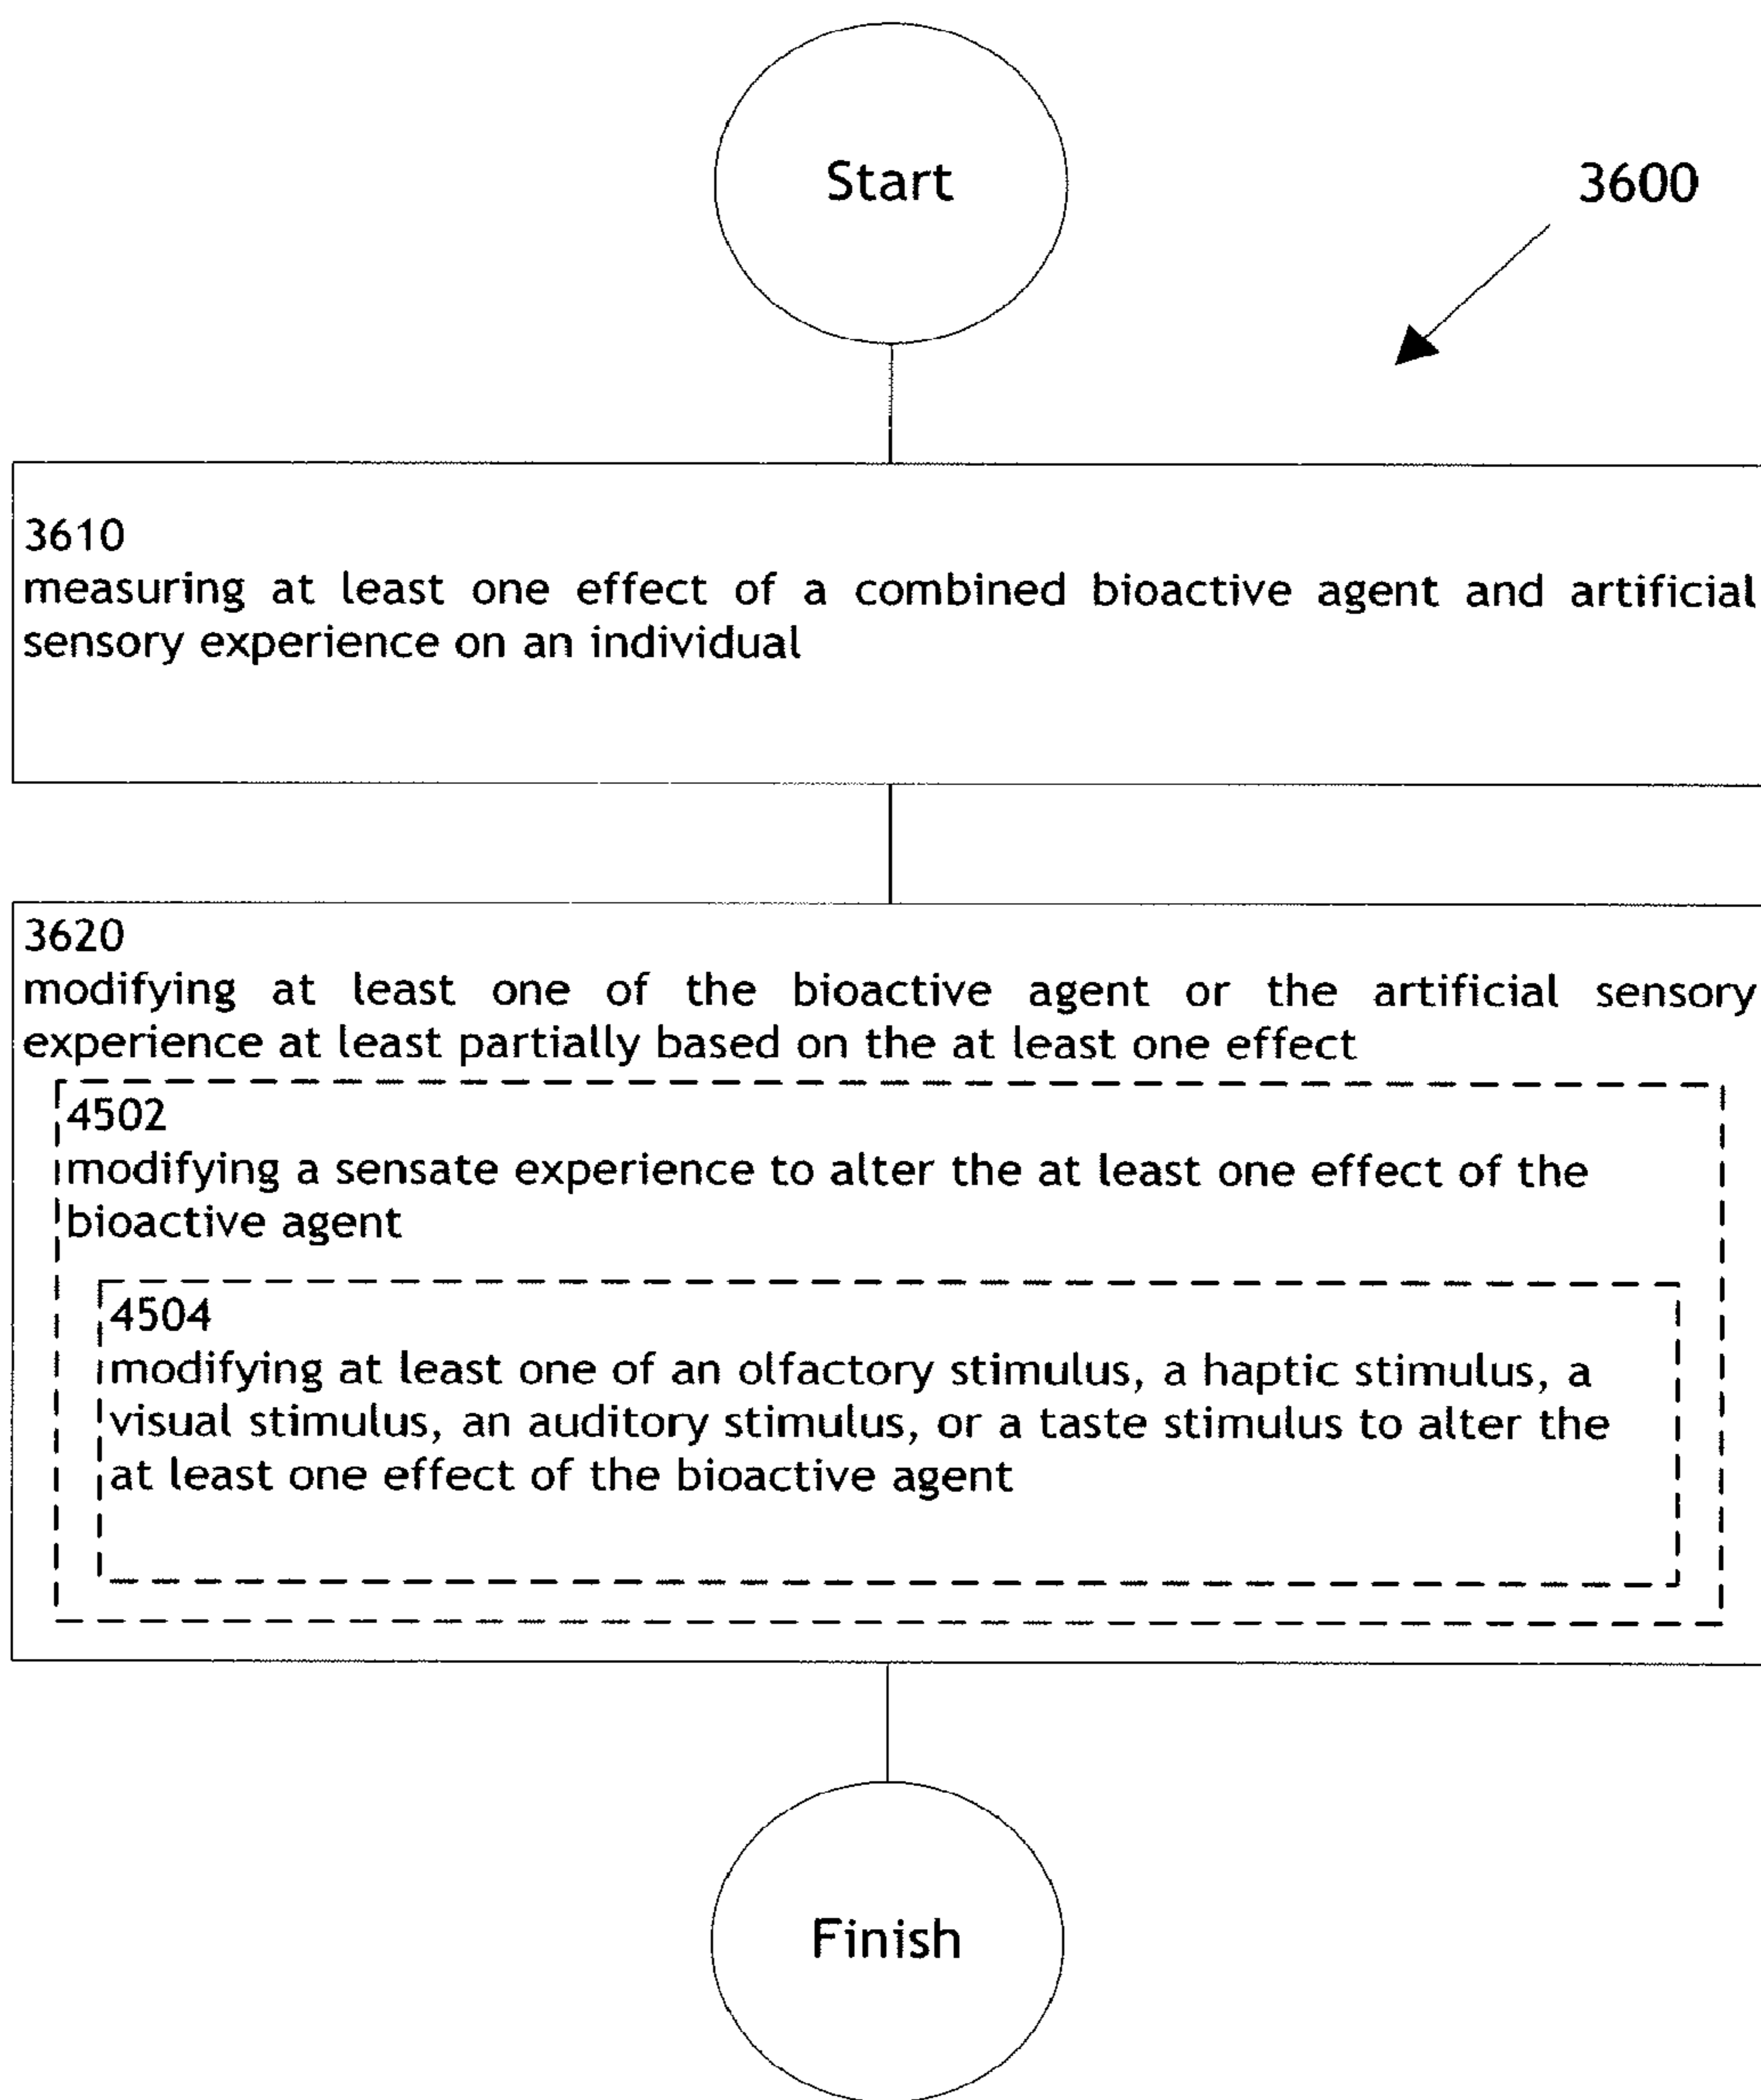 Start
3600
3610
measuring at least one effect of a combined bioactive agent and artificial
sensory experience on an individual
3620
modifying at least one of the bioactive agent or the artificial sensory
experience at least partially based on the at least one effect
4502
modifying a sensate experience to alter the at least one effect of the
bioactive agent
4504
modifying at least one of an olfactory stimulus, a haptic stimulus, a
visual stimulus, an auditory stimulus, or a taste stimulus to alter the
at least one effect of the bioactive agent
Finish